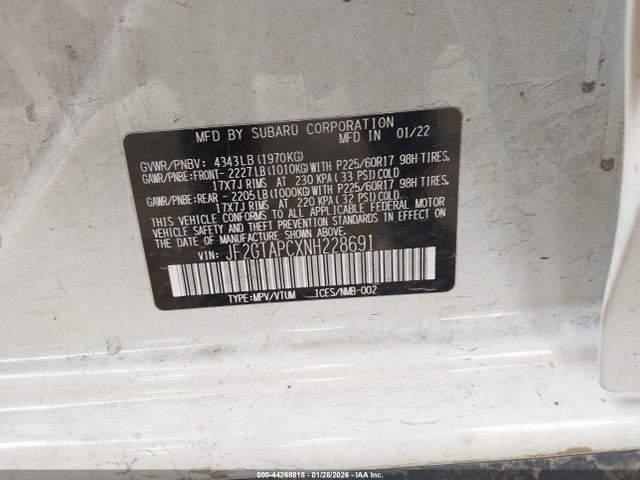 MFD BY SUBARU CORPORATION
MFD IN 01/22
GVWR/PNBV: 4343LB(1970KG)
GAWR/PNBE:FRONT- 2227LB(1010KG)WITH P225/60R17 98H TIRES,
17X7J RIMS AT 230 KPA(33 PSI)COLD
GAWR/PNBE:REAR - 2205LB(1000KG)WITH P225/60R17 98H TIRES,
17X7J RIMS AT 220 KPA(32 PSI)COLD
THIS VEHICLE CONFORMS TO ALL APPLICABLE FEDERAL MOTOR
VEHICLE SAFETY AND THEFT PREVENTION STANDARDS IN EFFECT
ON THE DATE OF MANUFACTURE SHOWN ABOVE.
VIN: JF2GTAPCXNH228691
TYPE:MPV/VTUM ICES/NMB-002
000-44268818 - 01/28/2026 - IAA Inc.